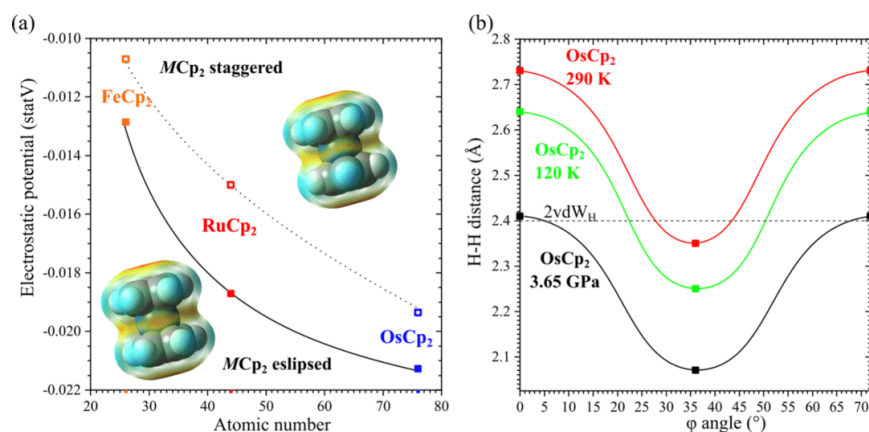 (a)
-0.010
-0.012
-0.014
-0.016
-0.018
-0.020
-0.022
Electrostatic potential (statV)
MCp2 staggered
FeCp2
RuCp2
OsCp2
MCp2 eslipsed
20 30 40 50 60 70 80
Atomic number
(b)
2.8
2.7
2.6
2.5
2.4
2.3
2.2
2.1
H-H distance (Å)
OsCp2
290 K
OsCp2
120 K
2vdWH
OsCp2
3.65 GPa
0 5 10 15 20 25 30 35 40 45 50 55 60 65 70
φ angle (°)